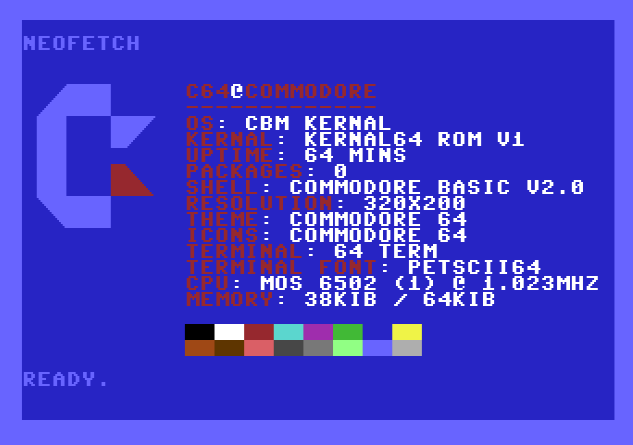 NEOFETCH
C64@COMMODORE
-------------
OS: CBM KERNAL
KERNAL: KERNAL64 ROM V1
UPTIME: 64 MINS
PACKAGES: 0
SHELL: COMMODORE BASIC V2.0
RESOLUTION: 320X200
THEME: COMMODORE 64
ICONS: COMMODORE 64
TERMINAL: 64 TERM
TERMINAL FONT: PETSCII64
CPU: MOS 6502 (1) @ 1.023MHZ
MEMORY: 38KIB / 64KIB
READY.